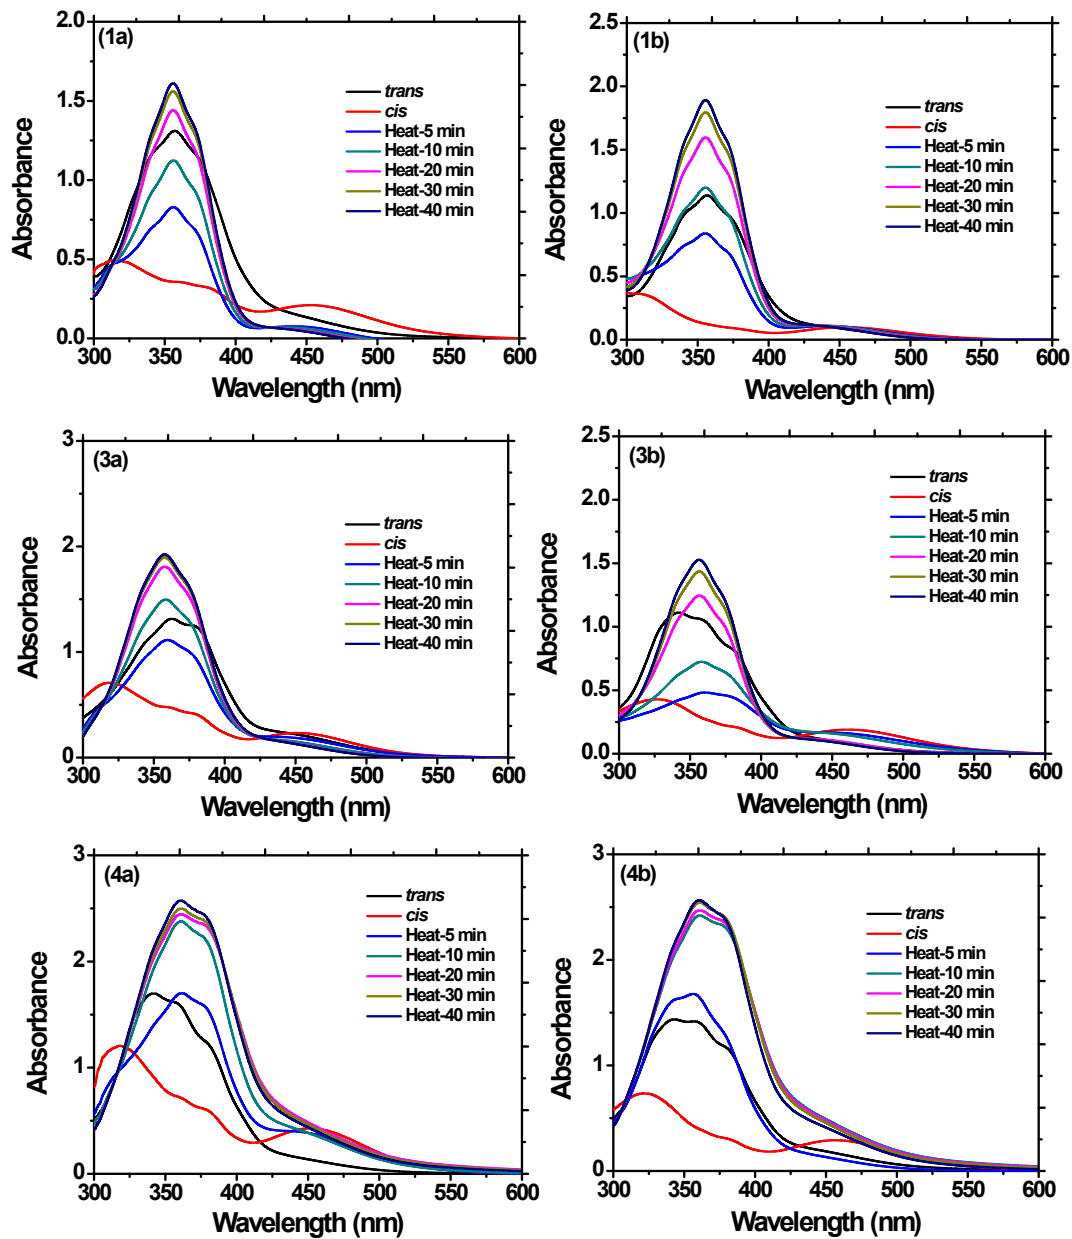 (1a)
2.0
1.5
1.0
0.5
0.0
Absorbance
trans
cis
Heat-5 min
Heat-10 min
Heat-20 min
Heat-30 min
Heat-40 min
300 350 400 450 500 550 600
Wavelength (nm)
(1b)
2.5
2.0
1.5
1.0
0.5
0.0
Absorbance
trans
cis
Heat-5 min
Heat-10 min
Heat-20 min
Heat-30 min
Heat-40 min
300 350 400 450 500 550 600
Wavelength (nm)
(3a)
3
2
1
0
Absorbance
trans
cis
Heat-5 min
Heat-10 min
Heat-20 min
Heat-30 min
Heat-40 min
300 350 400 450 500 550 600
Wavelength (nm)
(3b)
2.5
2.0
1.5
1.0
0.5
0.0
Absorbance
trans
cis
Heat-5 min
Heat-10 min
Heat-20 min
Heat-30 min
Heat-40 min
300 350 400 450 500 550 600
Wavelength (nm)
(4a)
3
2
1
0
Absorbance
trans
cis
Heat-5 min
Heat-10 min
Heat-20 min
Heat-30 min
Heat-40 min
300 350 400 450 500 550 600
Wavelength (nm)
(4b)
3
2
1
0
Absorbance
trans
cis
Heat-5 min
Heat-10 min
Heat-20 min
Heat-30 min
Heat-40 min
300 350 400 450 500 550 600
Wavelength (nm)